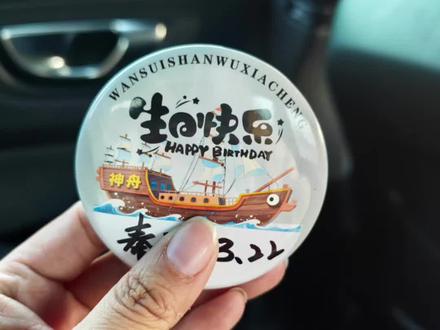 WANSUISHANWUXIACHENG
生日快乐
HAPPY BIRTHDAY
神舟
3.22